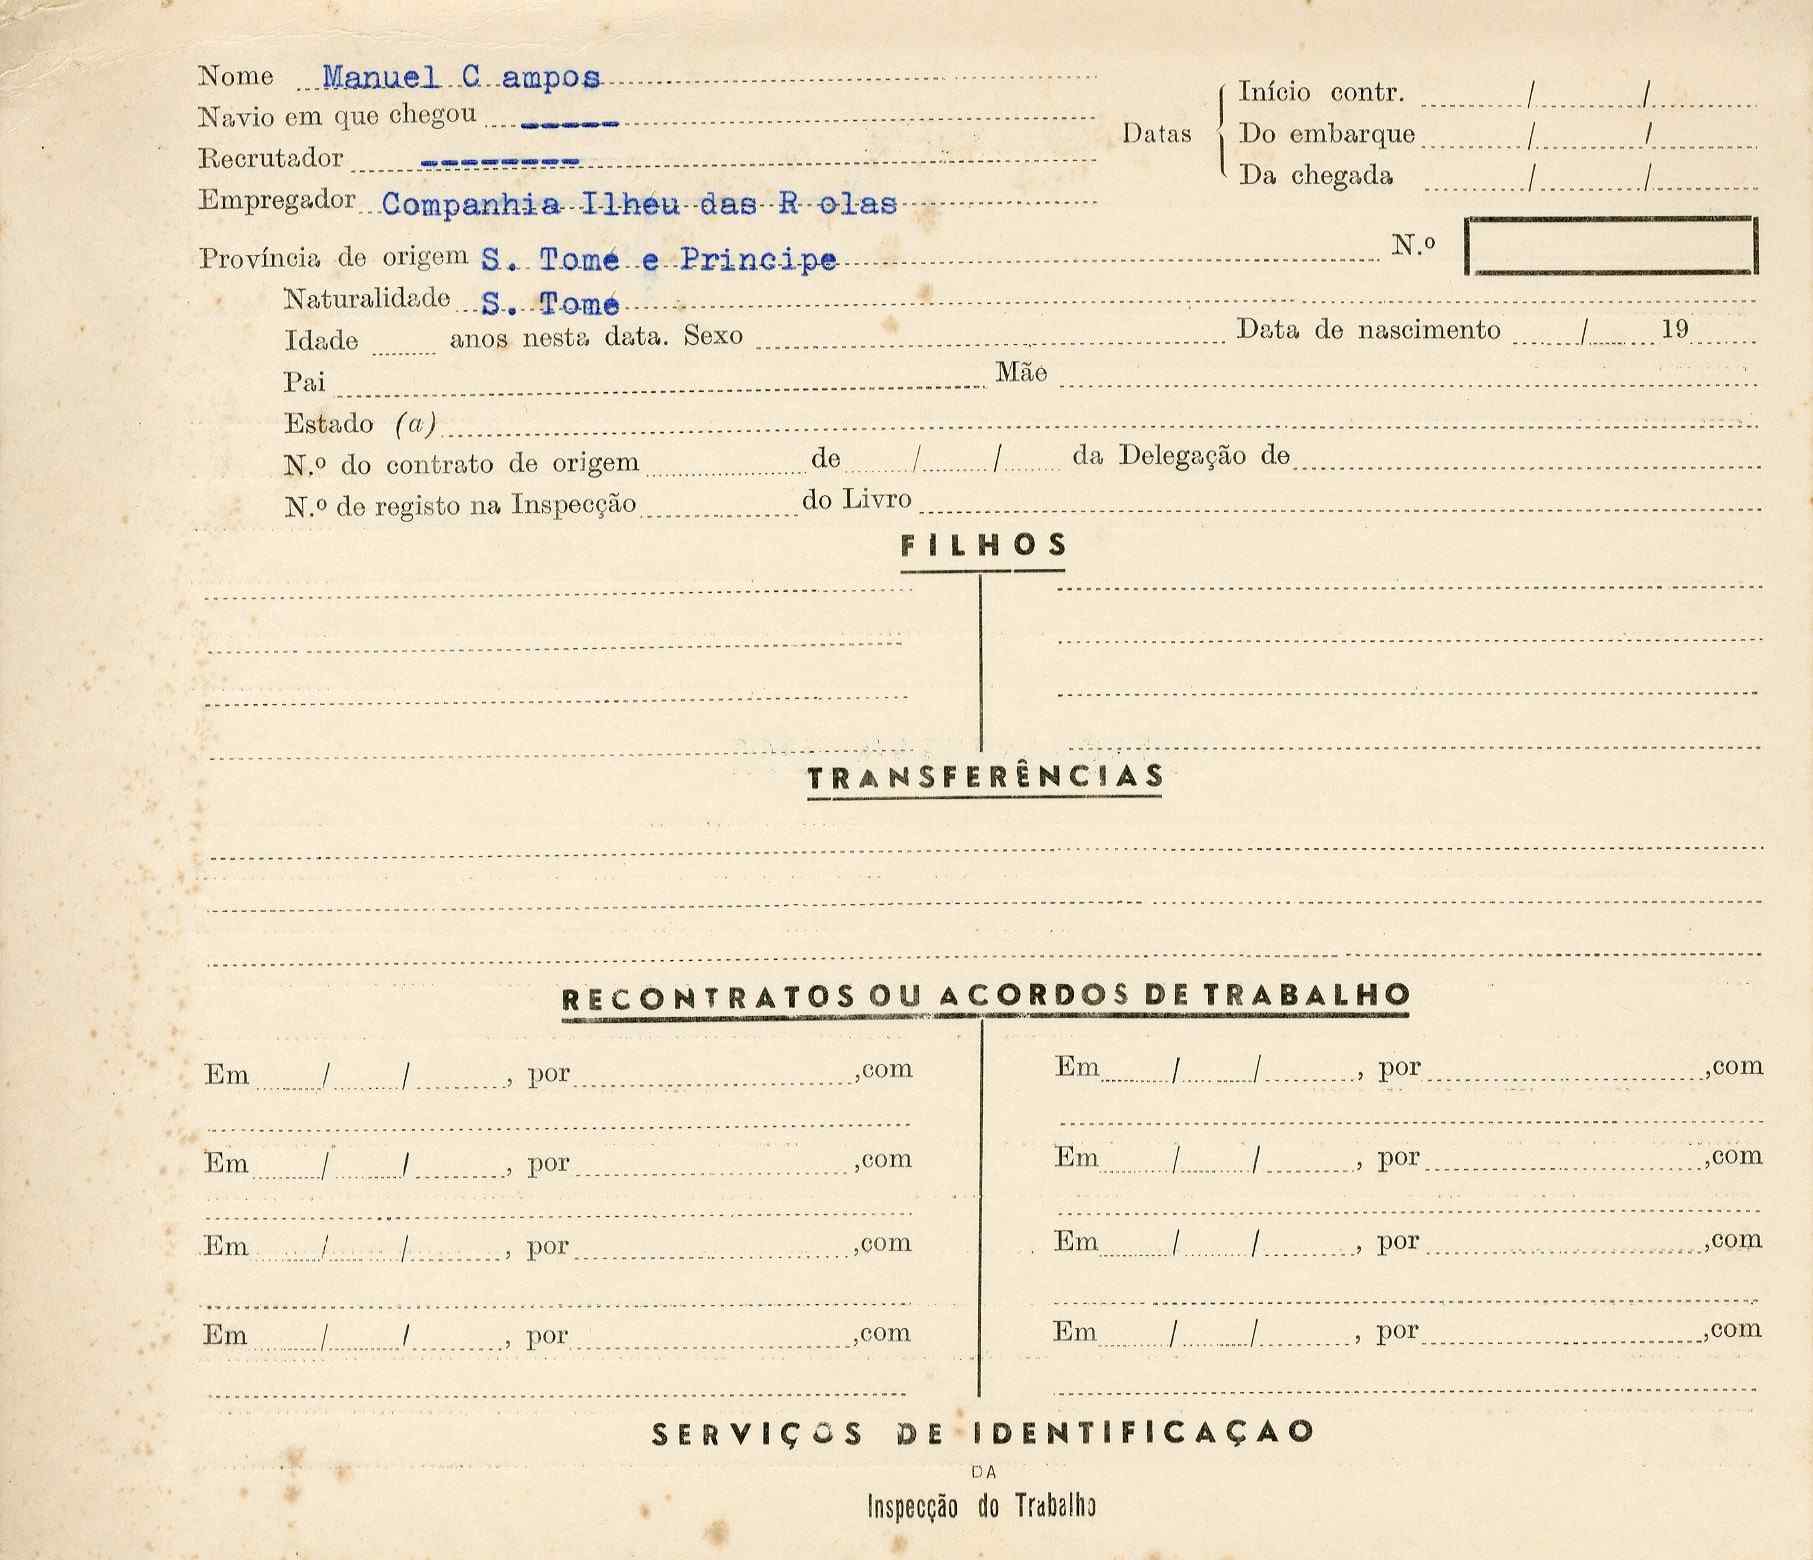 Nome Manuel C ampos
Navio em que chegou -----
Recrutador --------
Empregador Companhia Ilheu das R olas
Datas
Início contr. / /
Do embarque / /
Da chegada / /
Província de origem S. Tomé e Principe N.º
Naturalidade S. Tomé
Idade anos nesta data. Sexo Data de nascimento / 19
Pai Mãe
Estado (a)
N.º do contrato de origem de / / da Delegação de
N.º de registo na Inspecção do Livro
FILHOS
TRANSFERÊNCIAS
RECONTRATOS OU ACORDOS DE TRABALHO
Em / / , por ,com Em / / , por ,com
Em / / , por ,com Em / / , por ,com
Em / / , por ,com Em / / , por ,com
Em / / , por ,com Em / / , por ,com
SERVIÇOS DE IDENTIFICAÇAO
DA
Inspecção do Trabalho